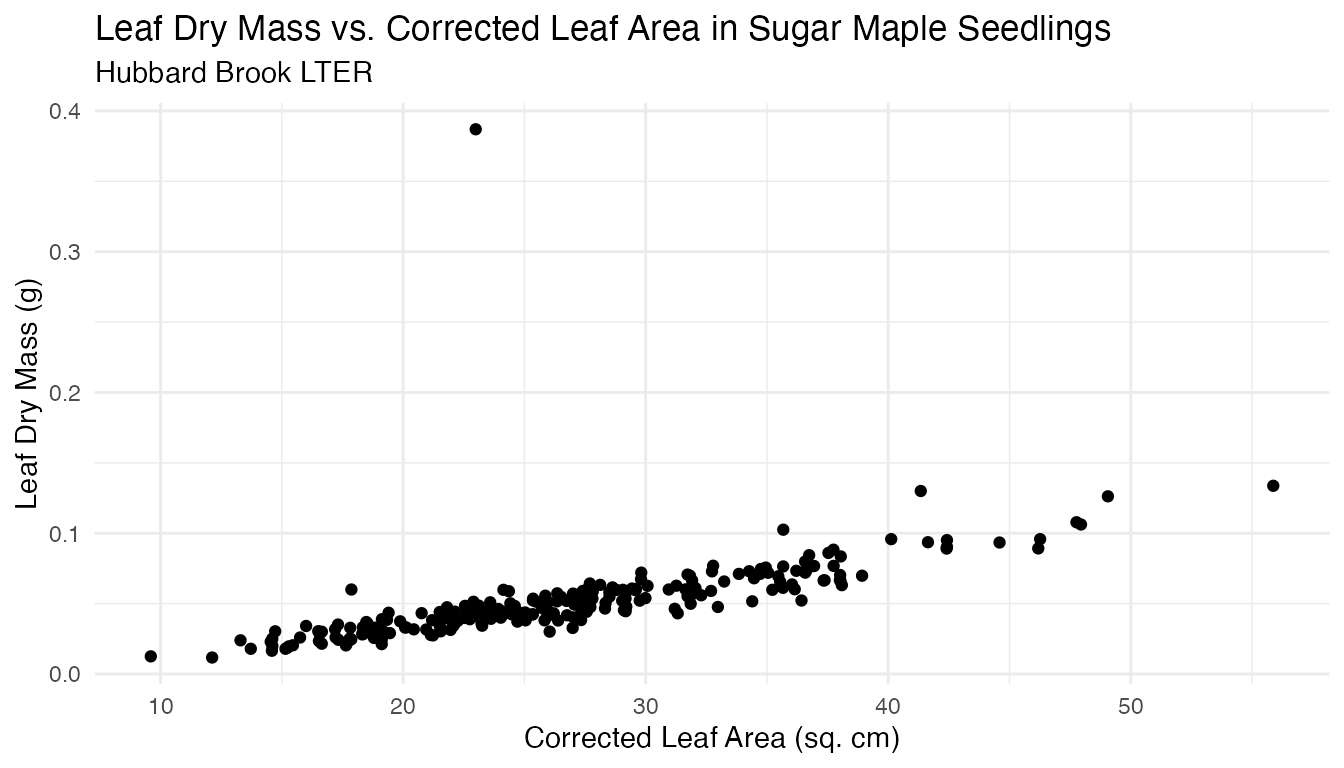 Leaf Dry Mass vs. Corrected Leaf Area in Sugar Maple Seedlings
Hubbard Brook LTER
0.4
0.3
0.2
0.1
0.0
Leaf Dry Mass (g)
10 20 30 40 50
Corrected Leaf Area (sq. cm)